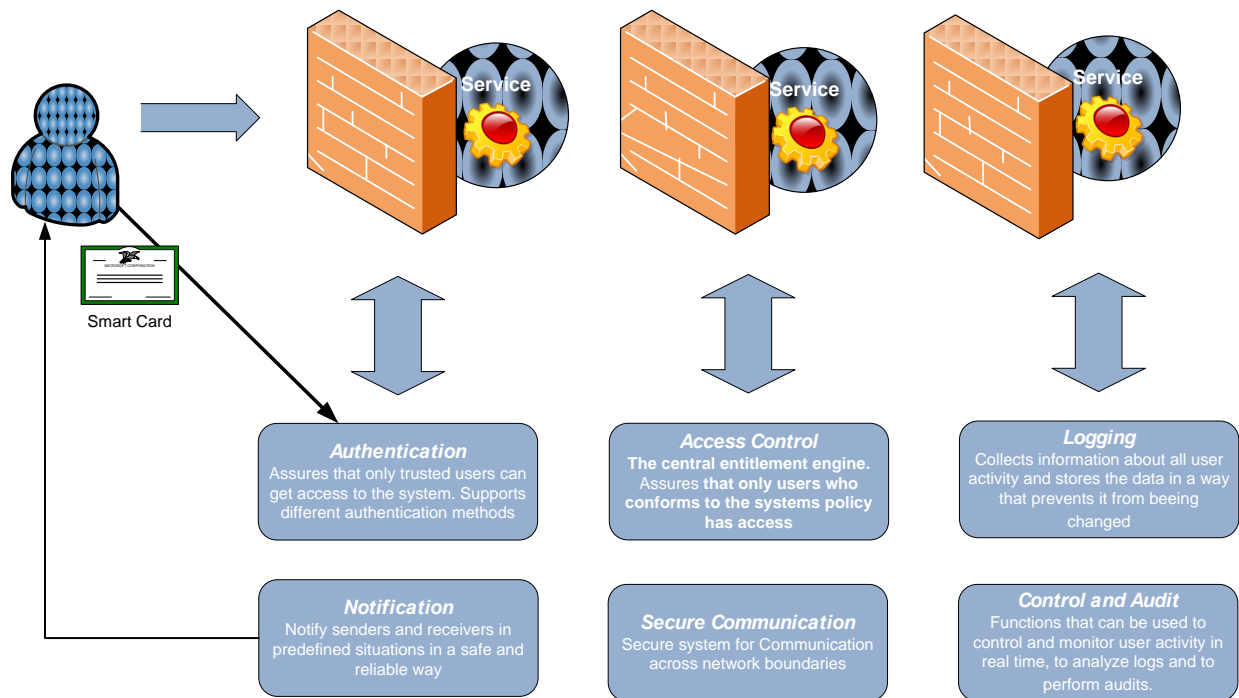 Service
Service
Service
MICROSOFT CORPORATION
Smart Card
Authentication
Assures that only trusted users can
get access to the system. Supports
different authentication methods
Access Control
The central entitlement engine.
Assures that only users who
conforms to the systems policy
has access
Logging
Collects information about all user
activity and stores the data in a way
that prevents it from beeing
changed
Notification
Notify senders and receivers in
predefined situations in a safe and
reliable way
Secure Communication
Secure system for Communication
across network boundaries
Control and Audit
Functions that can be used to
control and monitor user activity in
real time, to analyze logs and to
perform audits.